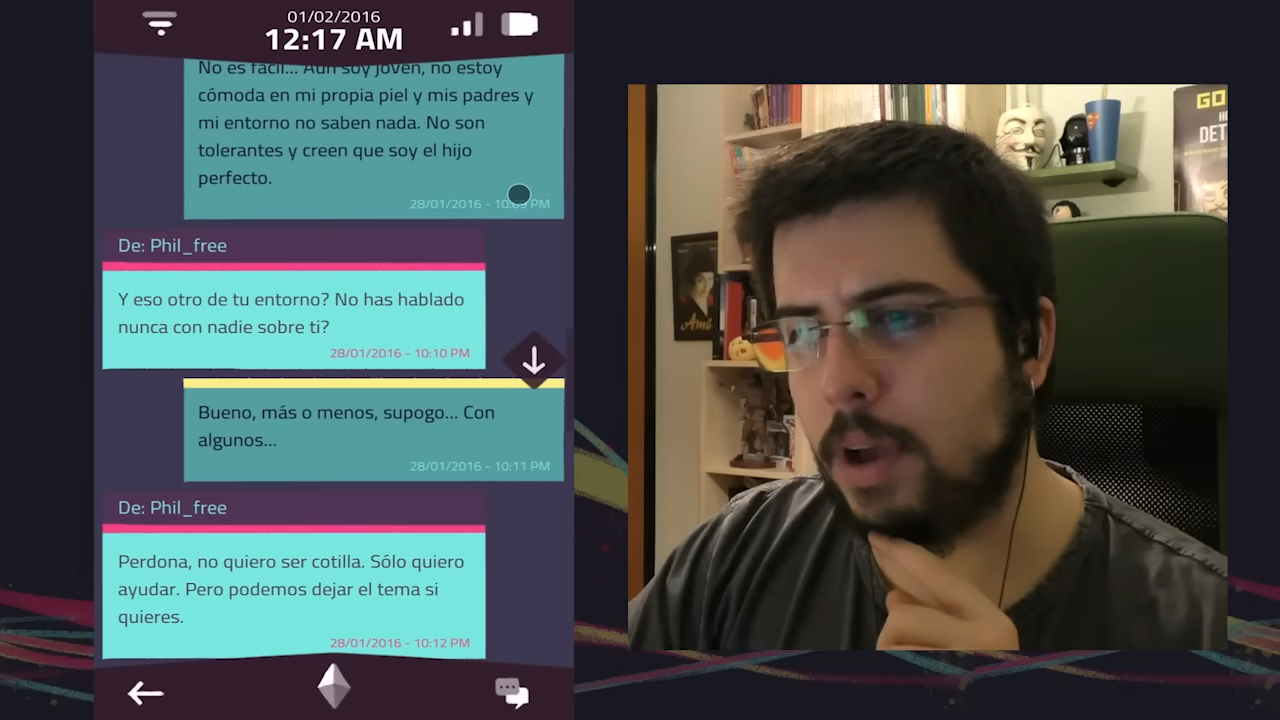 01/02/2016
12:17 AM
No es fácil... Aún soy joven, no estoy
cómoda en mi propia piel y mis padres y
mi entorno no saben nada. No son
tolerantes y creen que soy el hijo
perfecto.
28/01/2016 - PM
De: Phil_free
Y eso otro de tu entorno? No has hablado
nunca con nadie sobre ti?
28/01/2016 - 10:10 PM
Bueno, más o menos, supogo... Con
algunos...
28/01/2016 - 10:11 PM
De: Phil_free
Perdona, no quiero ser cotilla. Sólo quiero
ayudar. Pero podemos dejar el tema si
quieres.
28/01/2016 - 10:12 PM
GO
DET
Amb